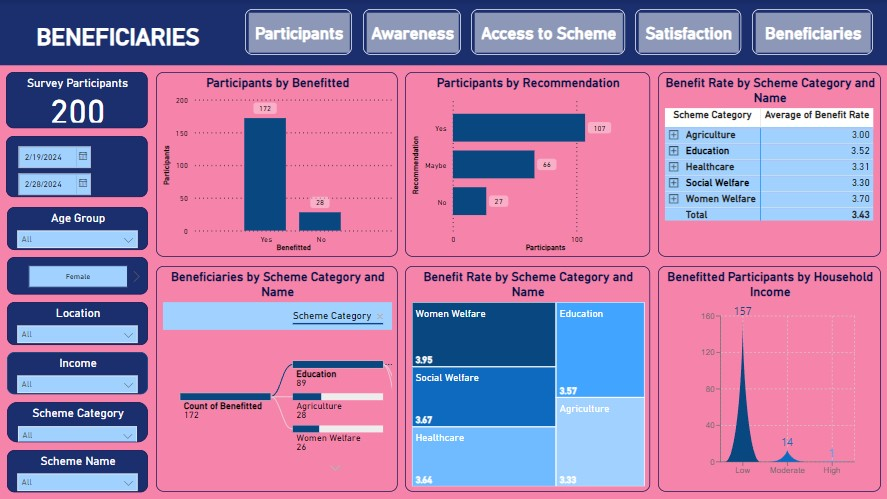 BENEFICIARIES
Participants
Awareness
Access to Scheme
Satisfaction
Beneficiaries
Survey Participants
200
2/19/2024
2/28/2024
Age Group
All
Female
Location
All
Income
All
Scheme Category
All
Scheme Name
All
Participants by Benefitted
Participants
200
150
100
50
0
172
28
Yes
No
Benefitted
Participants by Recommendation
Recommendation
Yes
107
Maybe
66
No
27
0
100
Participants
Benefit Rate by Scheme Category and
Name
Scheme Category Average of Benefit Rate
Agriculture 3.00
Education 3.52
Healthcare 3.31
Social Welfare 3.30
Women Welfare 3.70
Total 3.43
Beneficiaries by Scheme Category and
Name
Scheme Category ×
Count of Benefitted
172
Education
89
Agriculture
28
Women Welfare
26
Benefit Rate by Scheme Category and
Name
Women Welfare
3.95
Social Welfare
3.67
Healthcare
3.64
Education
3.57
Agriculture
3.33
Benefitted Participants by Household
Income
160
120
80
40
0
157
14
1
Low
Moderate
High